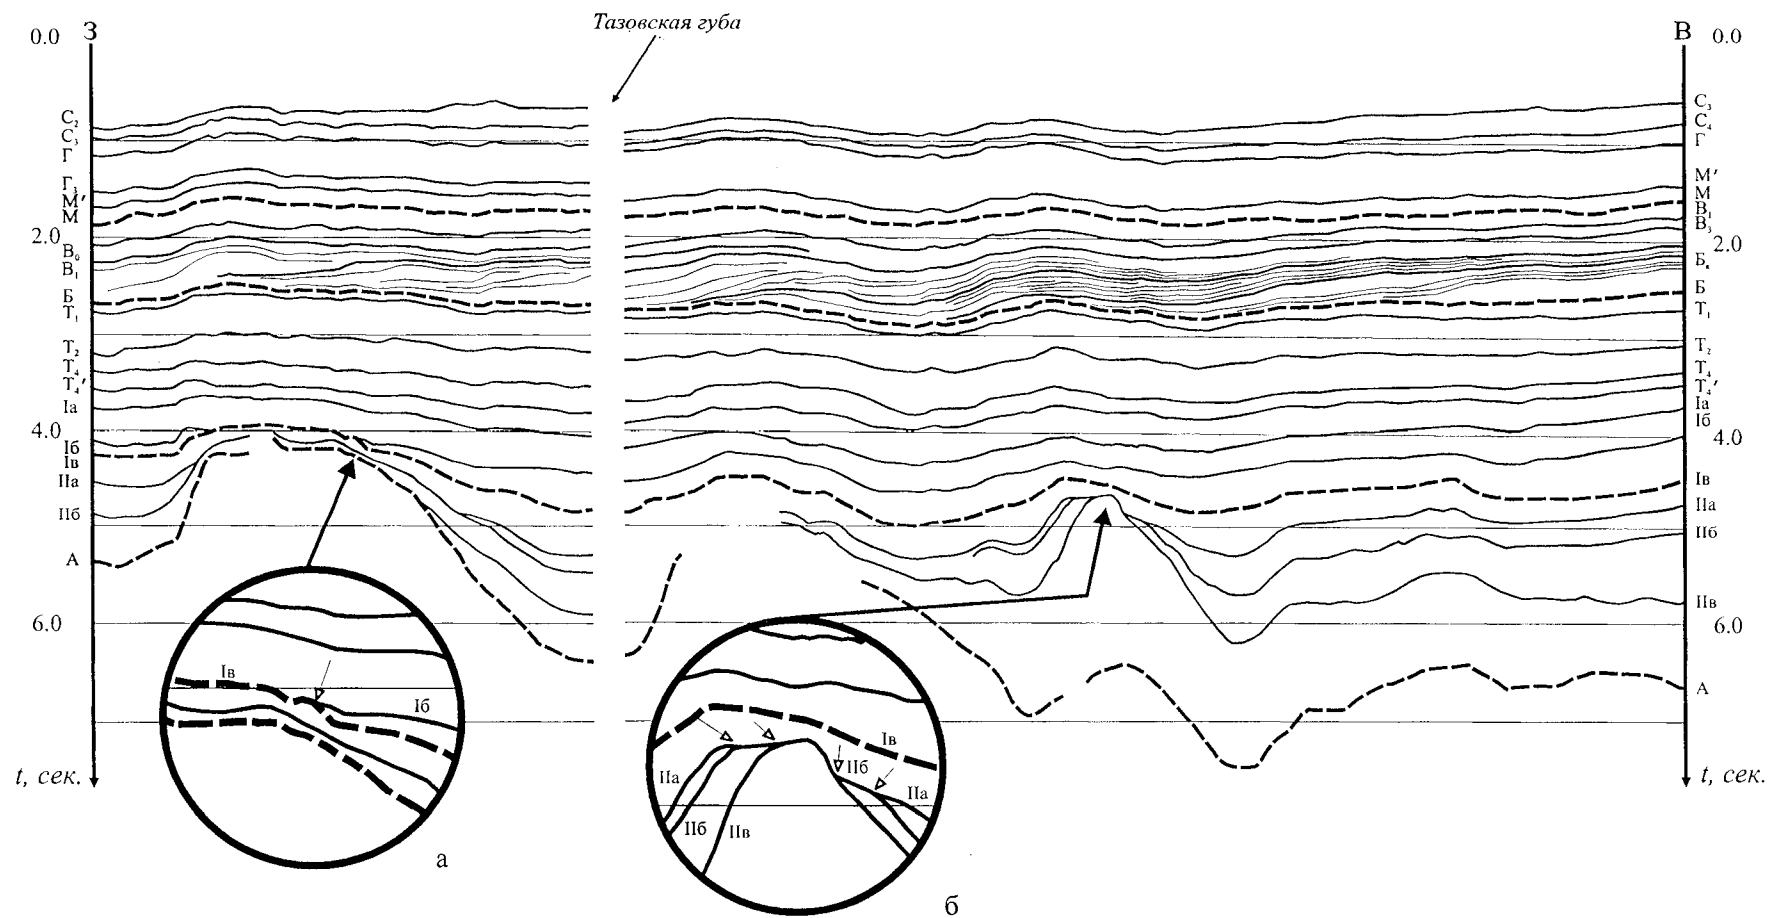 Тазовская губа
0.0 З
В 0.0
С₂
С₃
Г
Г₃
М′
М
2.0
В₀
В₁
Б
Т₁
Т₂
Т₄
Т₄′
Iа
4.0
Iб
Iв
IIа
IIб
А
6.0
t, сек.
С₃
С₄
Г
М′
М
В₁
В₃
2.0
Б
Т₁
Т₂
Т₄
Т₄′
Iа
Iб
4.0
Iв
IIа
IIб
IIв
6.0
А
t, сек.
Iв
Iб
а
Iв
IIб
IIа
IIа
IIб
IIв
б